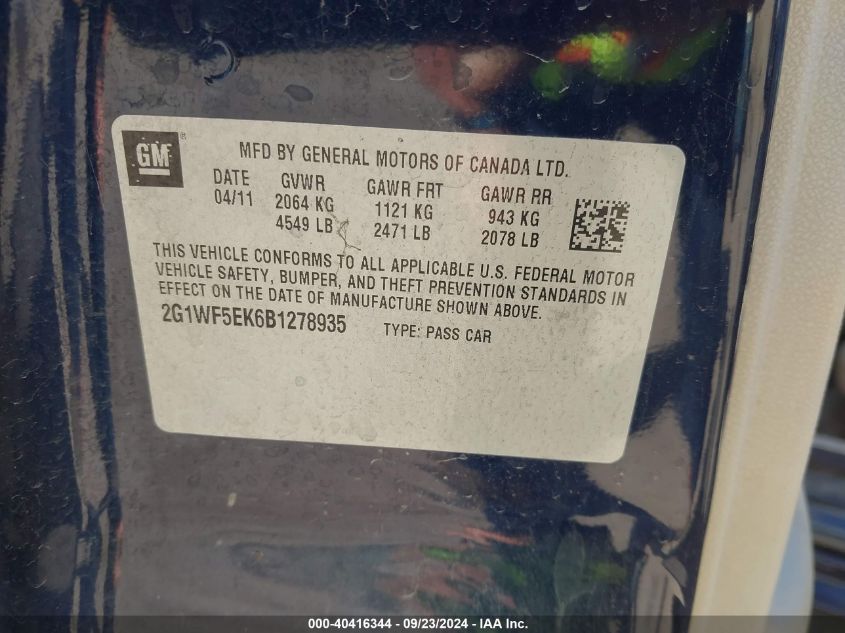 GM
MFD BY GENERAL MOTORS OF CANADA LTD.
DATE GVWR GAWR FRT GAWR RR
04/11 2064 KG 1121 KG 943 KG
4549 LB 2471 LB 2078 LB
THIS VEHICLE CONFORMS TO ALL APPLICABLE U.S. FEDERAL MOTOR
VEHICLE SAFETY, BUMPER, AND THEFT PREVENTION STANDARDS IN
EFFECT ON THE DATE OF MANUFACTURE SHOWN ABOVE.
2G1WF5EK6B1278935 TYPE: PASS CAR
000-40416344 - 09/23/2024 - IAA Inc.